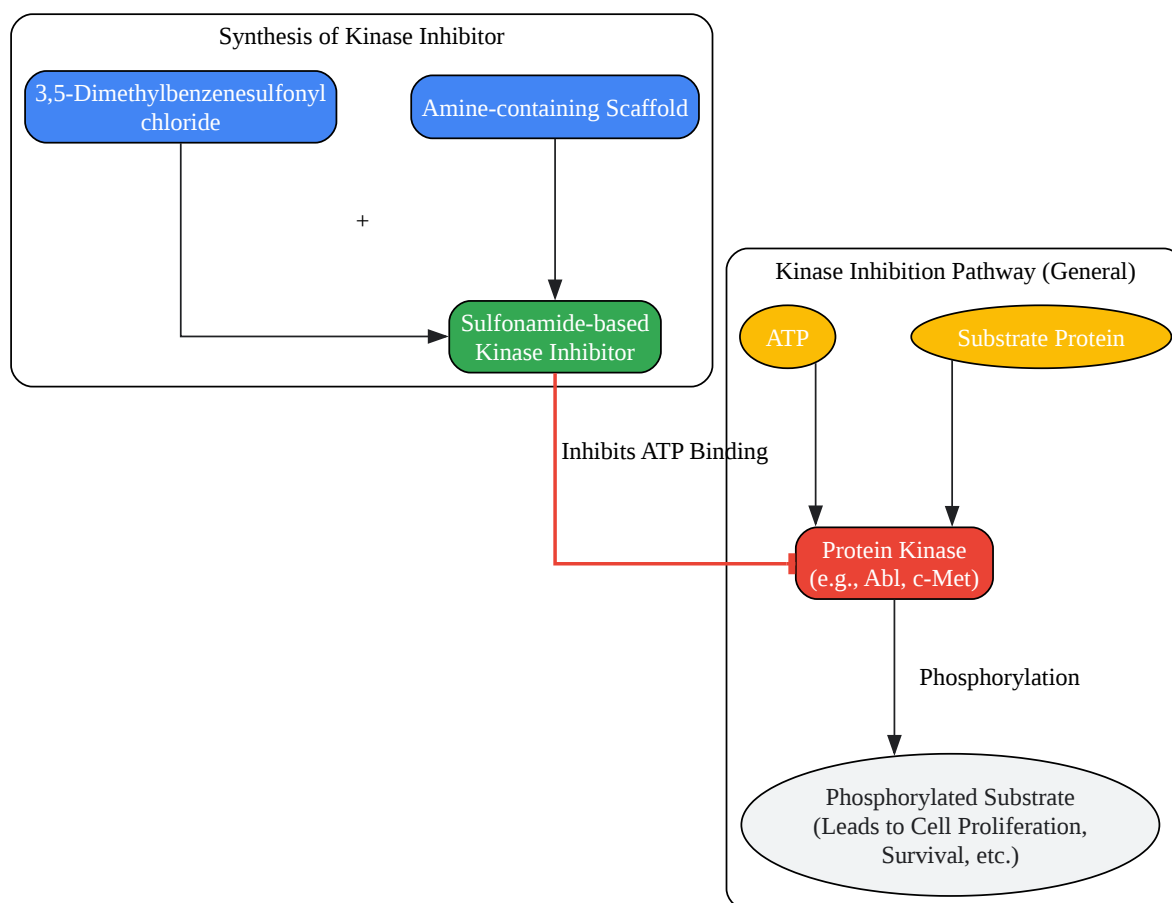 Synthesis of Kinase Inhibitor
3,5-Dimethylbenzenesulfonyl
chloride
Amine-containing Scaffold
+
Sulfonamide-based
Kinase Inhibitor
Inhibits ATP Binding
Kinase Inhibition Pathway (General)
ATP
Substrate Protein
Protein Kinase
(e.g., Abl, c-Met)
Phosphorylation
Phosphorylated Substrate
(Leads to Cell Proliferation,
Survival, etc.)